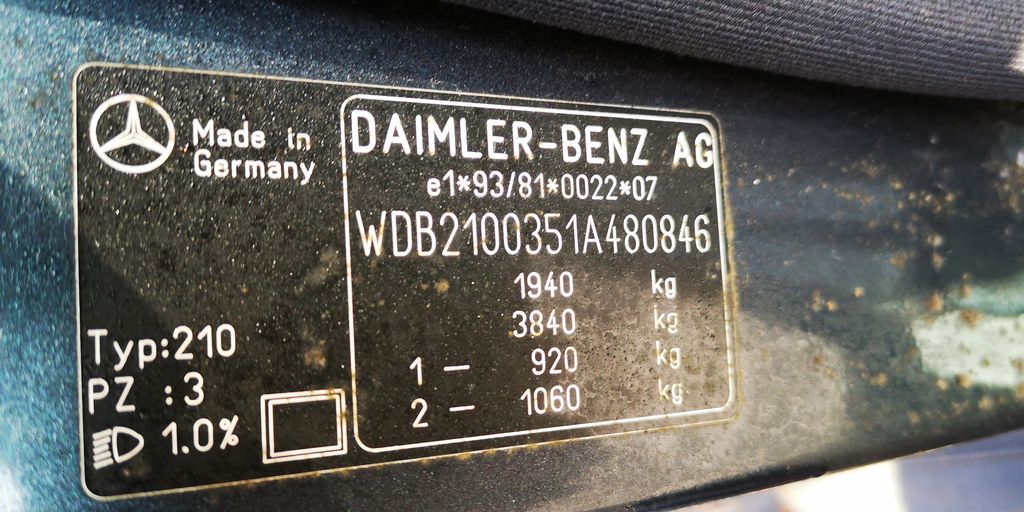 Made in
Germany
Typ:210
PZ :3
1.0%
DAIMLER-BENZ AG
e1*93/81*0022*07
WDB2100351A480846
1940 kg
3840 kg
1 – 920 kg
2 – 1060 kg